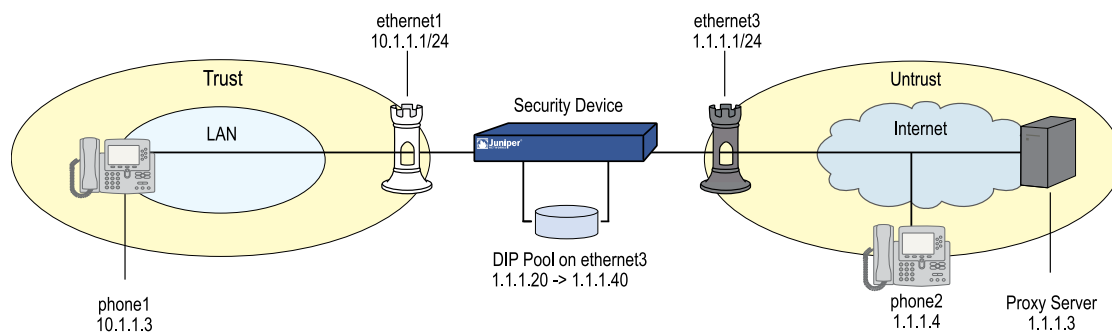 ethernet1
10.1.1.1/24
ethernet3
1.1.1.1/24
Trust
Untrust
Security Device
LAN
Internet
Juniper
DIP Pool on ethernet3
1.1.1.20 -> 1.1.1.40
phone1
10.1.1.3
phone2
1.1.1.4
Proxy Server
1.1.1.3